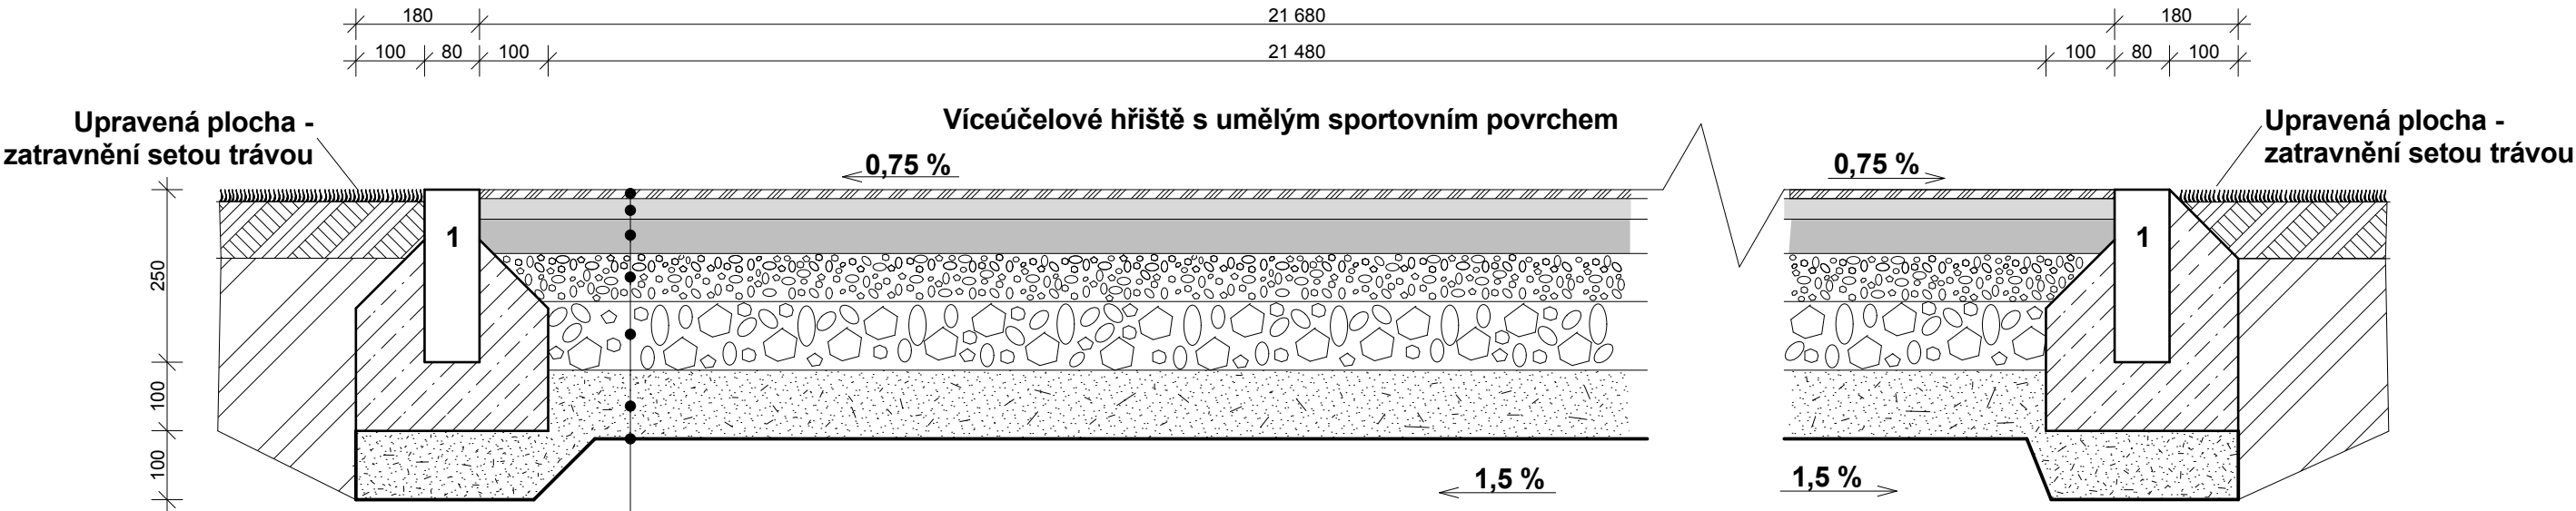 180 21 680 180
100 80 100 21 480 100 80 100
Upravená plocha -
zatravnění setou trávou
Víceúčelové hřiště s umělým sportovním povrchem
Upravená plocha -
zatravnění setou trávou
0,75 % 0,75 %
1 1
250
100
100
1,5 % 1,5 %